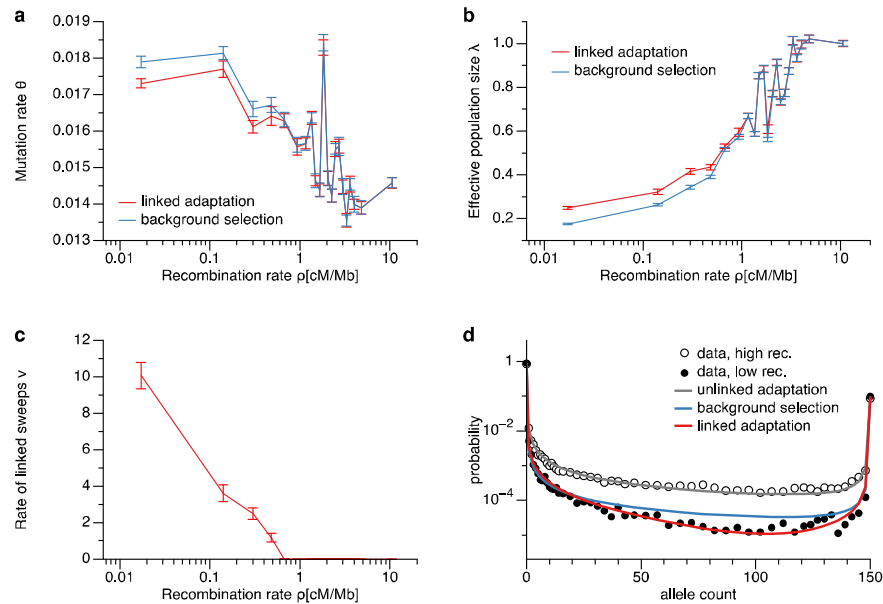 a
0.019
0.018
0.017
0.016
0.015
0.014
0.013
Mutation rate θ
linked adaptation
background selection
0.01
0.1
1
10
Recombination rate ρ[cM/Mb]
b
1.0
0.8
0.6
0.4
0.2
Effective population size λ
linked adaptation
background selection
0.01
0.1
1
10
Recombination rate ρ[cM/Mb]
c
12
10
8
6
4
2
0
Rate of linked sweeps ν
0.01
0.1
1
10
Recombination rate ρ[cM/Mb]
d
data, high rec.
data, low rec.
unlinked adaptation
background selection
linked adaptation
1
10⁻²
10⁻⁴
probability
0
50
100
150
allele count